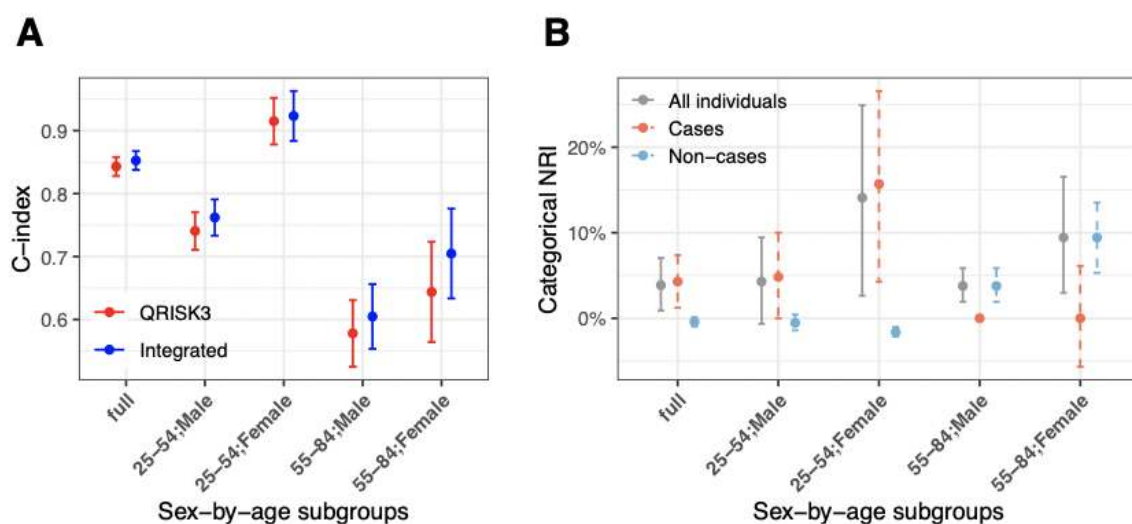 A
C-index
0.9
0.8
0.7
0.6
QRISK3
Integrated
full
25-54;Male
25-54;Female
55-84;Male
55-84;Female
Sex-by-age subgroups
B
Categorical NRI
20%
10%
0%
All individuals
Cases
Non-cases
full
25-54;Male
25-54;Female
55-84;Male
55-84;Female
Sex-by-age subgroups